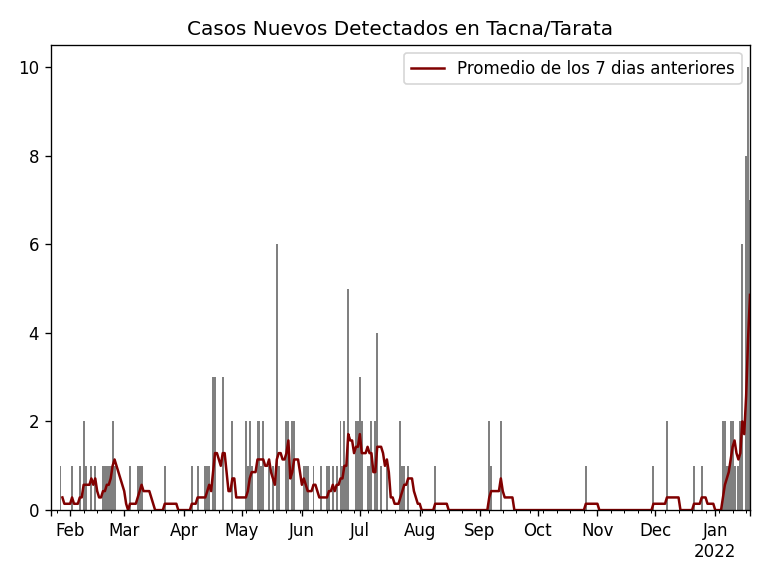 Casos Nuevos Detectados en Tacna/Tarata
Promedio de los 7 dias anteriores
10
8
6
4
2
0
Feb Mar Apr May Jun Jul Aug Sep Oct Nov Dec Jan
2022